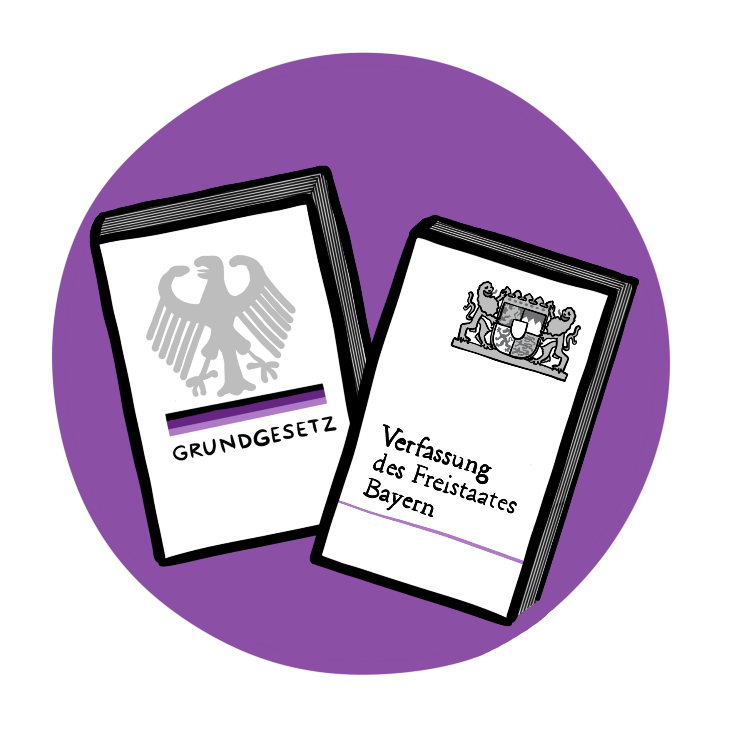 GRUNDGESETZ
Verfassung
des Freistaates
Bayern